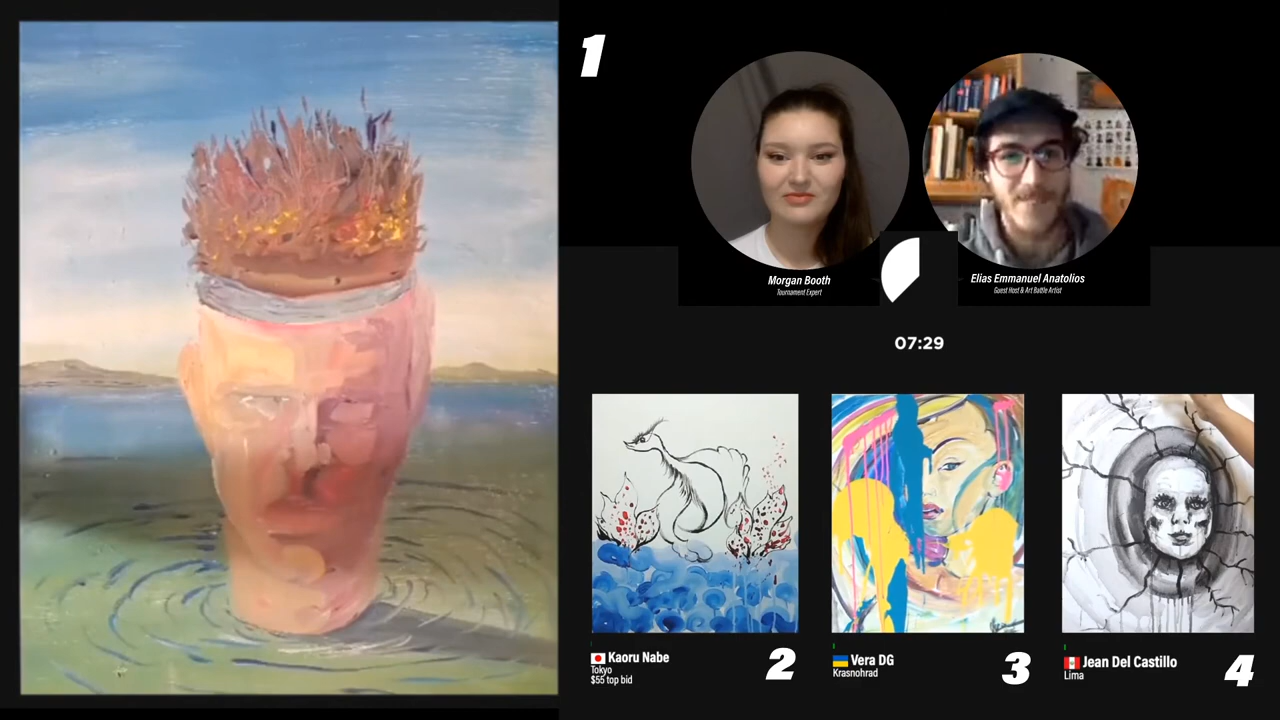 1
Morgan Booth
Tournament Expert
Elias Emmanuel Anatolios
Guest Host & Art Battle Artist
07:29
Kaoru Nabe
Tokyo
$55 top bid
2
Vera DG
Krasnohrad
3
Jean Del Castillo
Lima
4